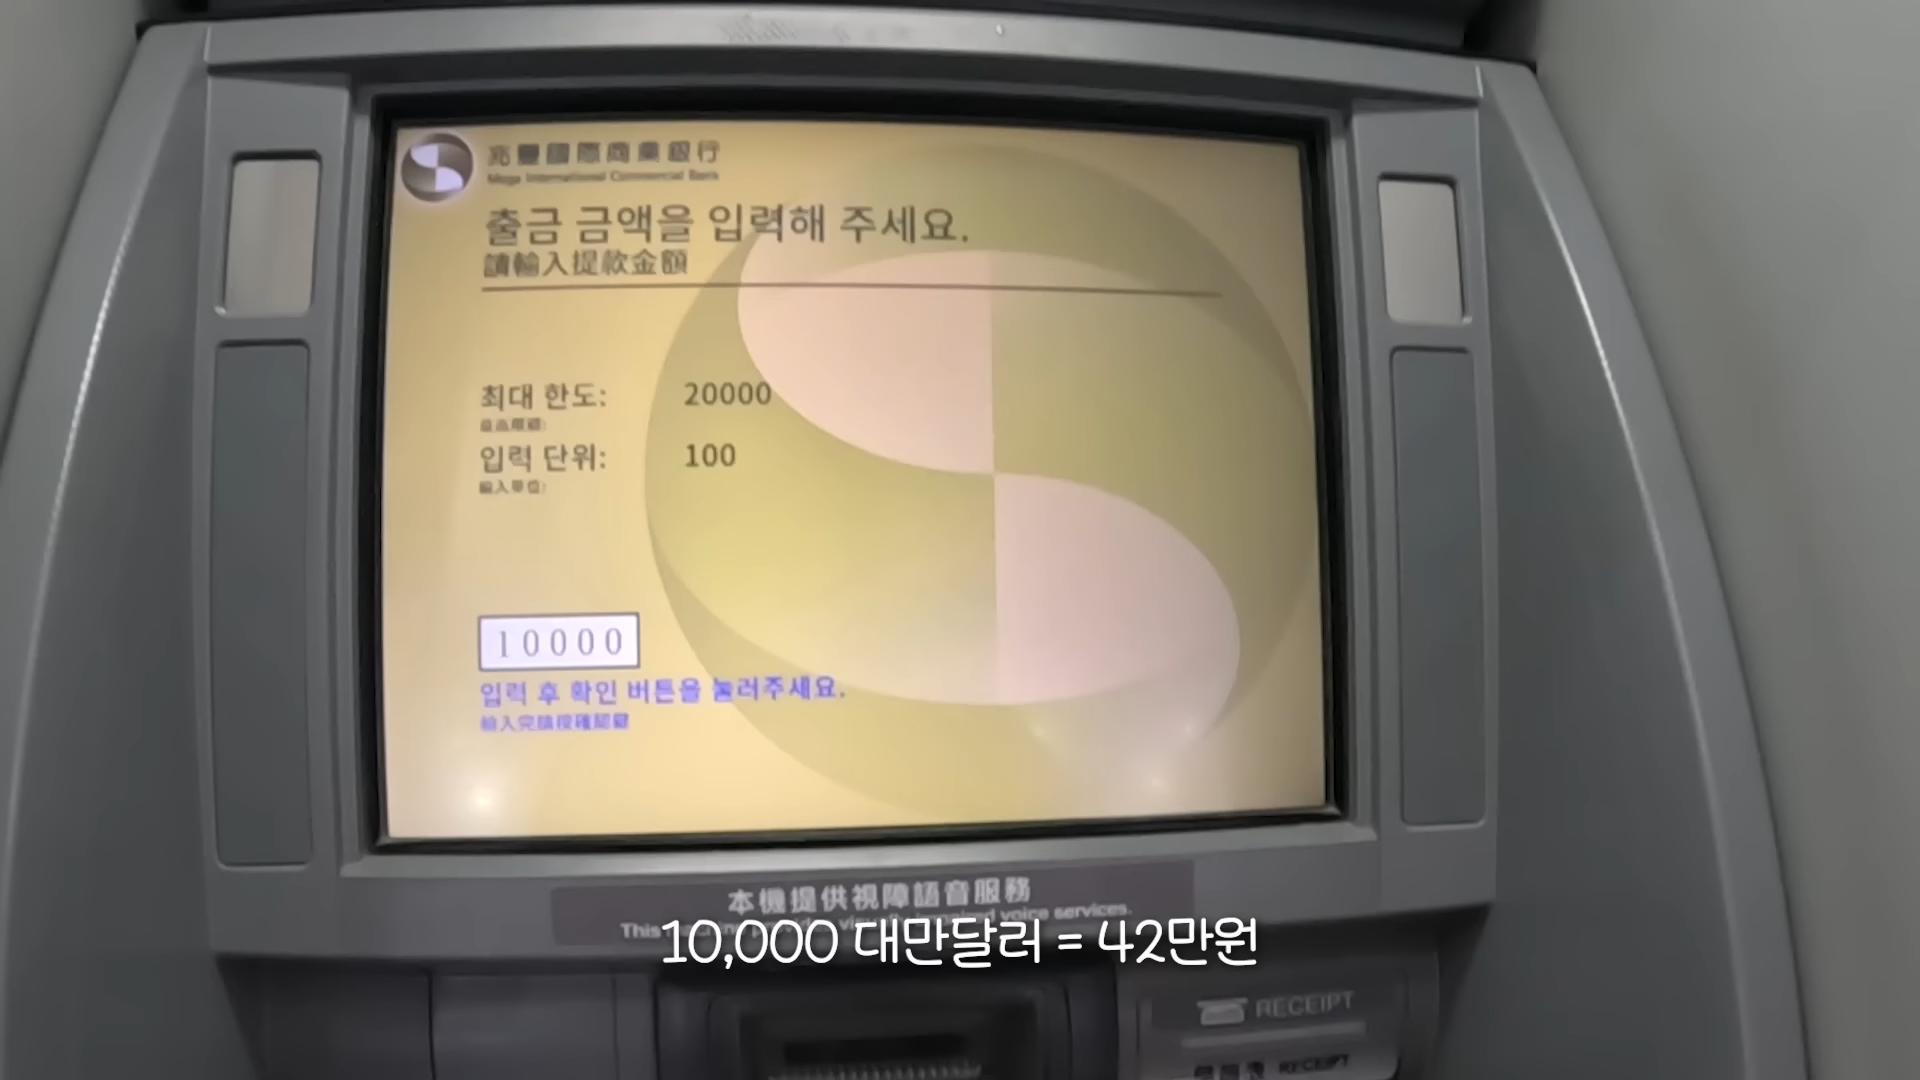 兆豐國際商業銀行
Mega International Commercial Bank
출금 금액을 입력해 주세요.
請輸入提款金額
최대 한도: 20000
最高限額:
입력 단위: 100
輸入單位:
10000
입력 후 확인 버튼을 눌러주세요.
輸入完請按確認鍵
本機提供視障語音服務
This machine provides visually impaired voice services.
10,000 대만달러 = 42만원
RECEIPT
RECEIPT